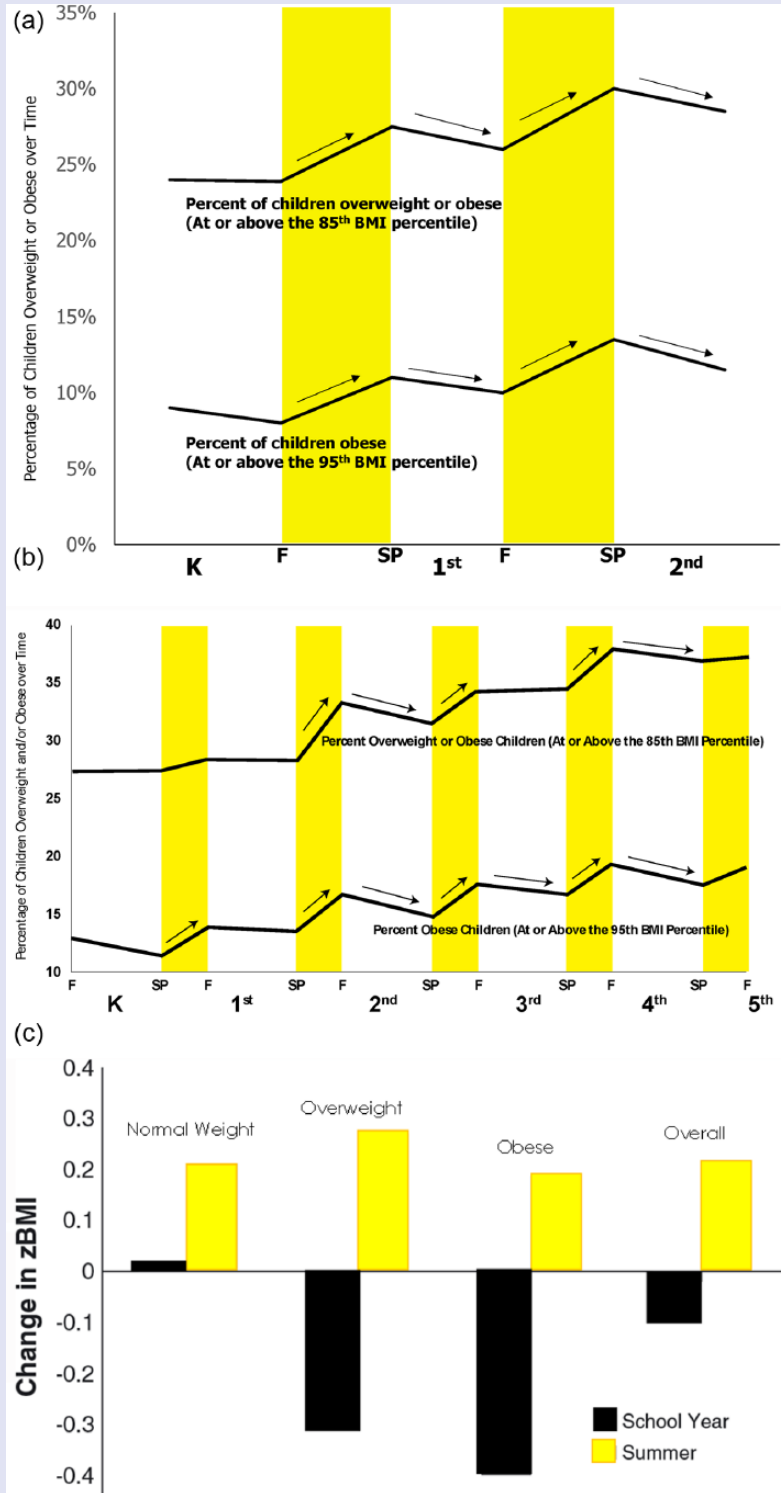 (a)
Percentage of Children Overweight or Obese over Time
35%
30%
25%
20%
15%
10%
5%
0%
Percent of children overweight or obese
(At or above the 85th BMI percentile)
Percent of children obese
(At or above the 95th BMI percentile)
K F SP 1st F SP 2nd
(b)
Percentage of Children Overweight and/or Obese over Time
40
35
30
25
20
15
10
Percent Overweight or Obese Children (At or Above the 85th BMI Percentile)
Percent Obese Children (At or Above the 95th BMI Percentile)
F SP F SP F SP F SP F SP F
K 1st 2nd 3rd 4th 5th
(c)
Change in zBMI
0.4
0.3
0.2
0.1
0
-0.1
-0.2
-0.3
-0.4
Normal Weight
Overweight
Obese
Overall
School Year
Summer